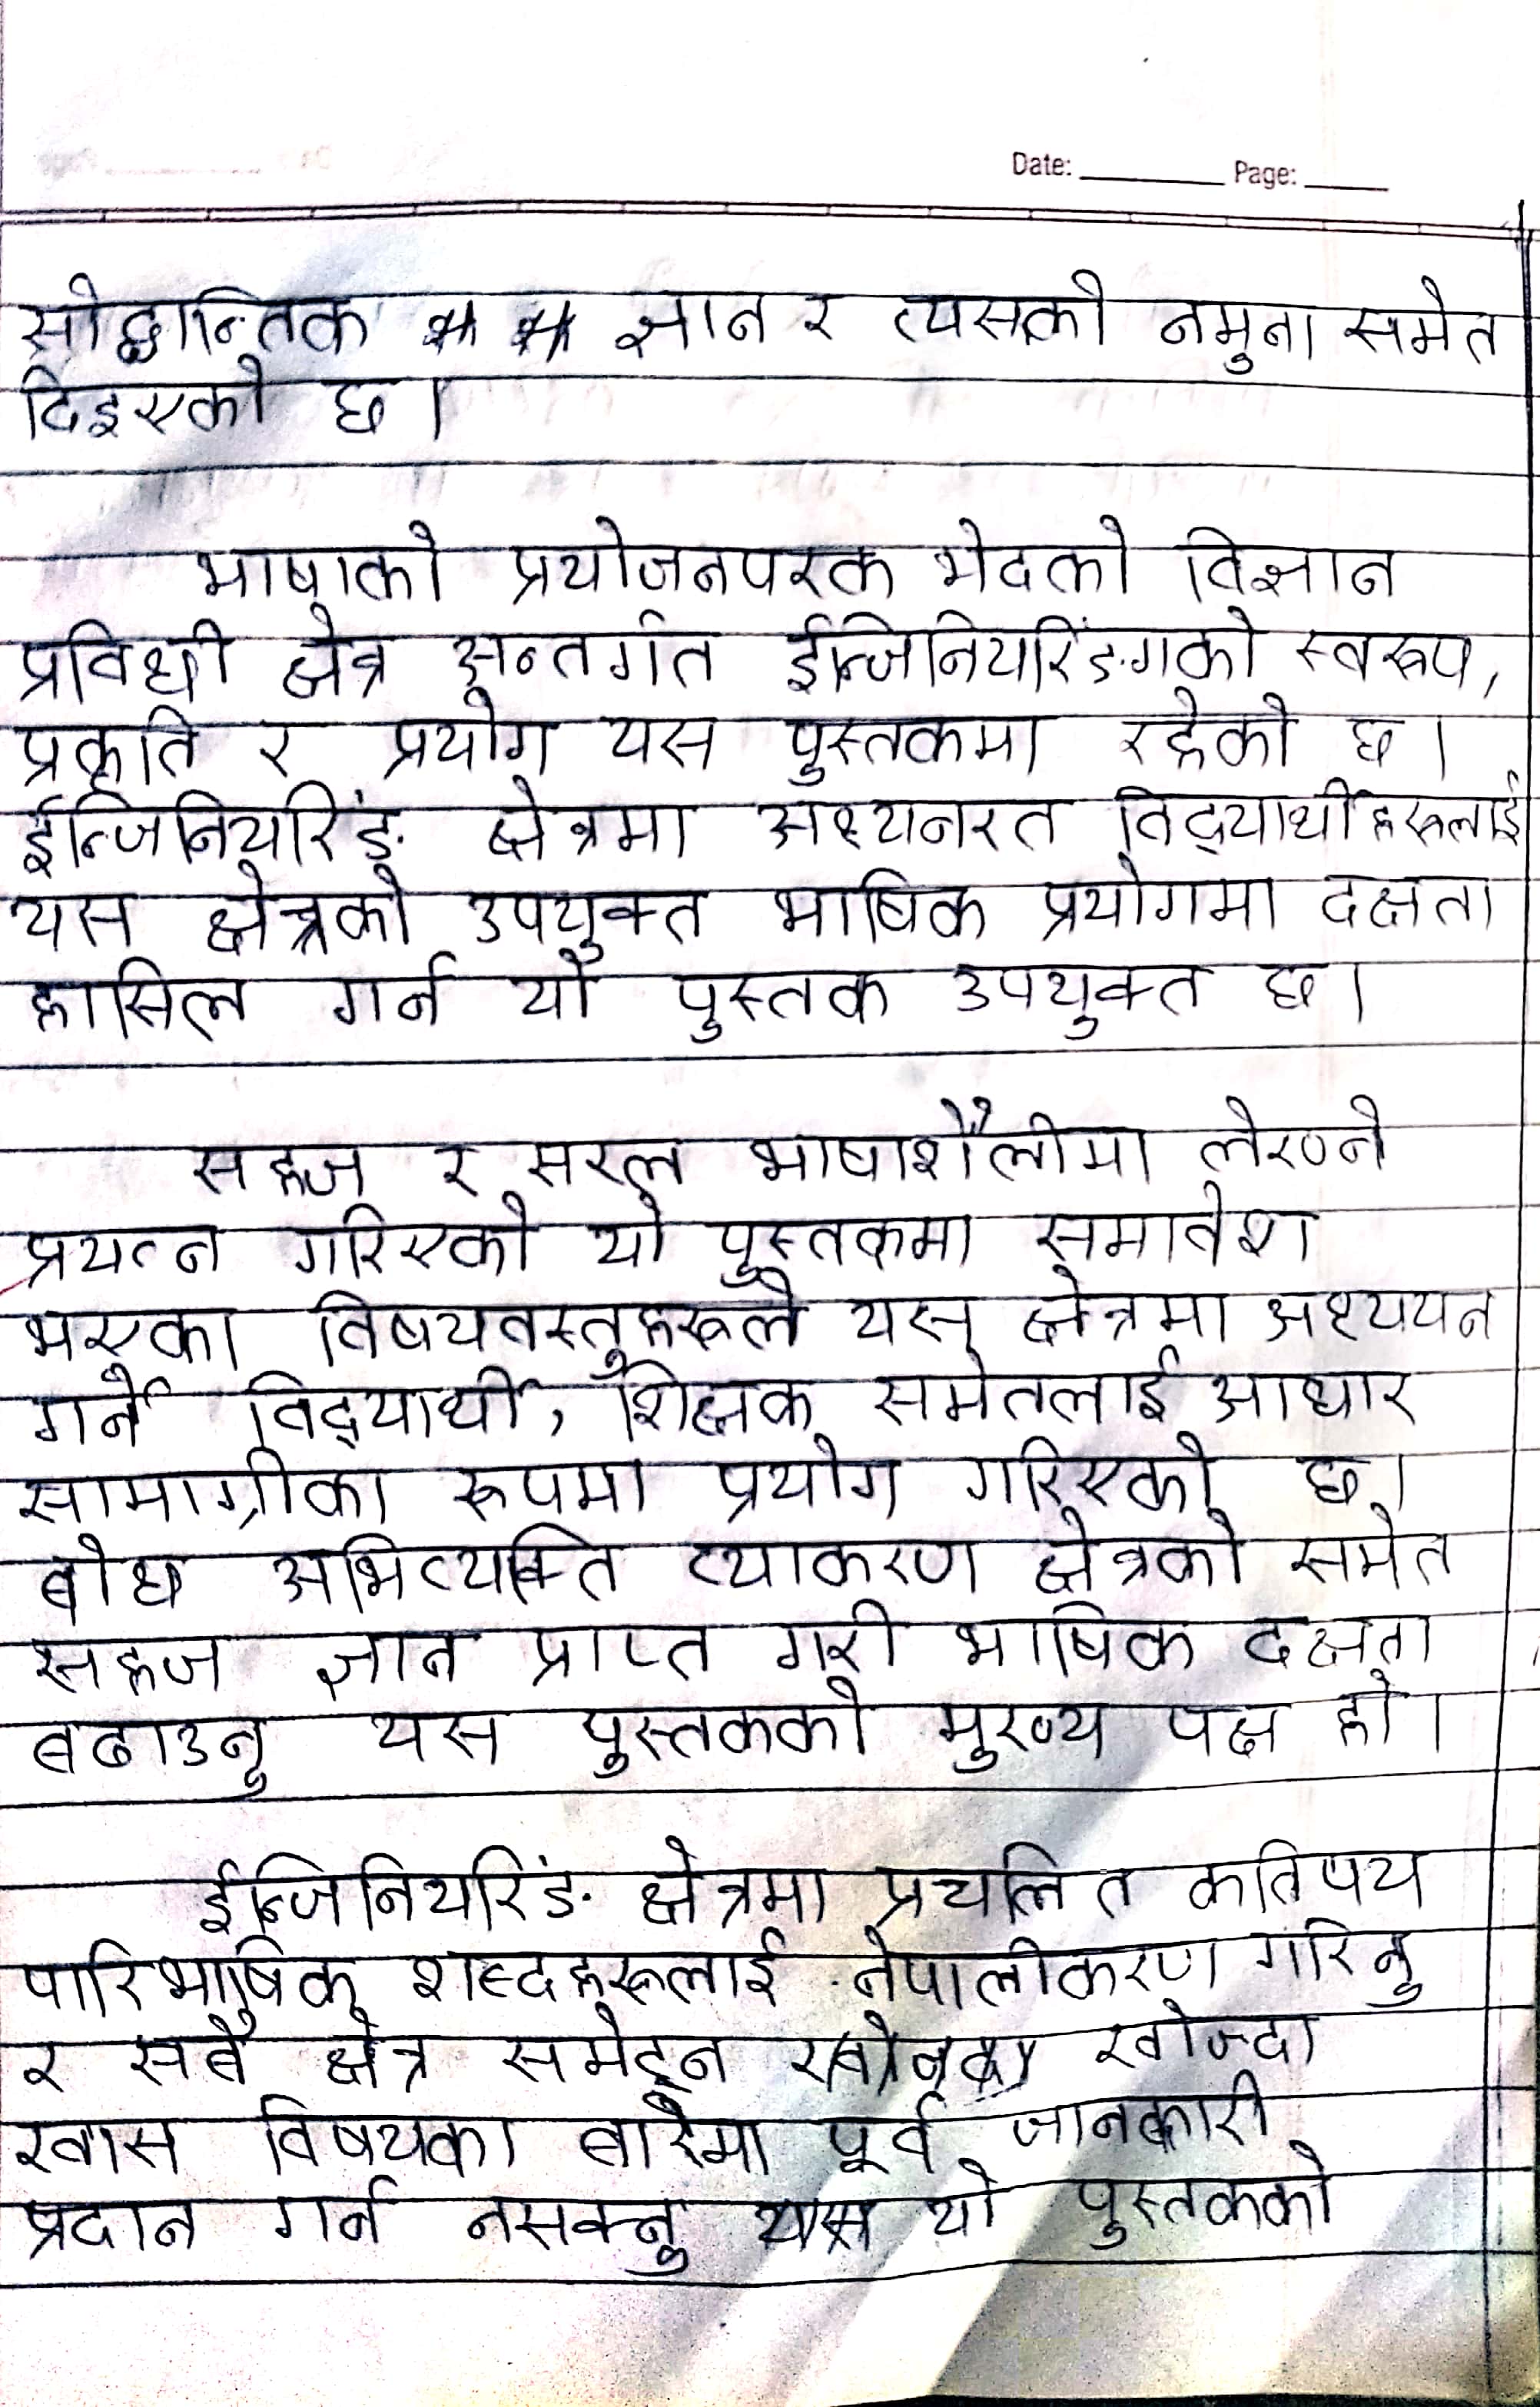 Date: ________ Page: _____
सोद्धान्तिक ज्ञान र त्यसको नमुना समेत
दिइएको छ ।
भाषाको प्रयोजनपरक भेदको विज्ञान
प्रविधी क्षेत्र अन्तर्गत ईन्जिनियरिङगको स्वरूप,
प्रकृति र प्रयोग यस पुस्तकमा रहेको छ ।
ईन्जिनियरिङ क्षेत्रमा अध्यनरत विद्यार्थीहरूलाई
यस क्षेत्रको उपयुक्त भाषिक प्रयोगमा दक्षता
हासिल गर्न यो पुस्तक उपयुक्त छ ।
सहज र सरल भाषाशैलीमा लेख्ने
प्रयत्न गरिएको यो पुस्तकमा समावेश
भएका विषयवस्तुहरूले यस क्षेत्रमा अध्ययन
गर्ने विद्यार्थी, शिक्षक समेतलाई आधार
सामाग्रीका रूपमा प्रयोग गरिएको छ ।
बोध अभिव्यक्ति व्याकरण क्षेत्रको समेत
सहज ज्ञान प्राप्त गरी भाषिक दक्षता
बढाउनु यस पुस्तकको मुख्य पक्ष हो ।
ईन्जिनियरिङ क्षेत्रमा प्रचलित कतिपय
पारिभाषिक शब्दहरूलाई नेपालीकरण गरिनु
र सबै क्षेत्र समेट्न खोज्दा
खास विषयका बारेमा पूर्व जानकारी
प्रदान गर्न नसक्नु यो पुस्तकको